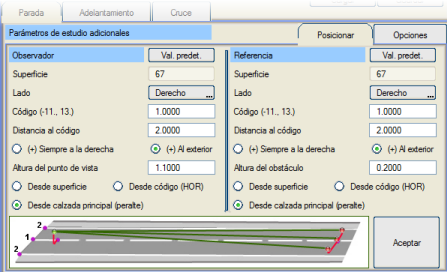 Parada Adelantamiento Cruce
Parámetros de estudio adicionales Posicionar Opciones
Observador Val. predet. Referencia Val. predet.
Superficie 67 Superficie 67
Lado Derecho ... Lado Derecho ...
Código (-11., 13.) 1.0000 Código (-11., 13.) 1.0000
Distancia al código 2.0000 Distancia al código 2.0000
(+) Siempre a la derecha (+) Al exterior (+) Siempre a la derecha (+) Al exterior
Altura del punto de vista 1.1000 Altura del obstáculo 0.2000
Desde superficie Desde código (HOR) Desde superficie Desde código (HOR)
Desde calzada principal (peralte) Desde calzada principal (peralte)
2
1
2
Aceptar